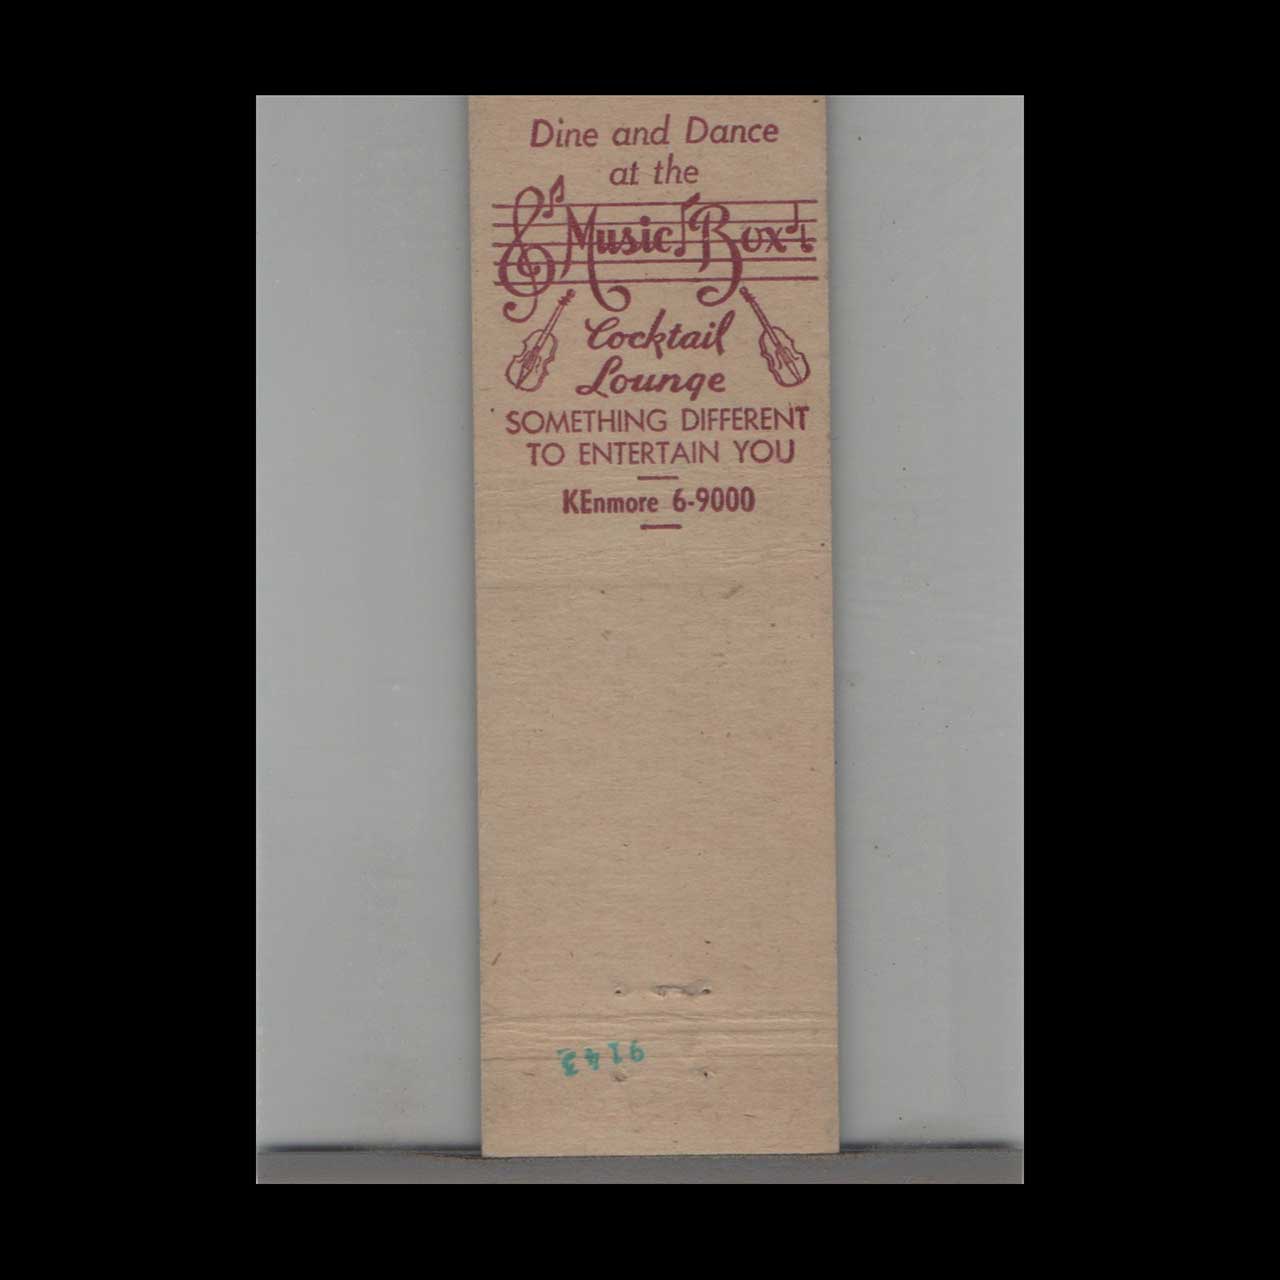 Dine and Dance
at the
Music Box
Cocktail
Lounge
SOMETHING DIFFERENT
TO ENTERTAIN YOU
KEnmore 6-9000
9143